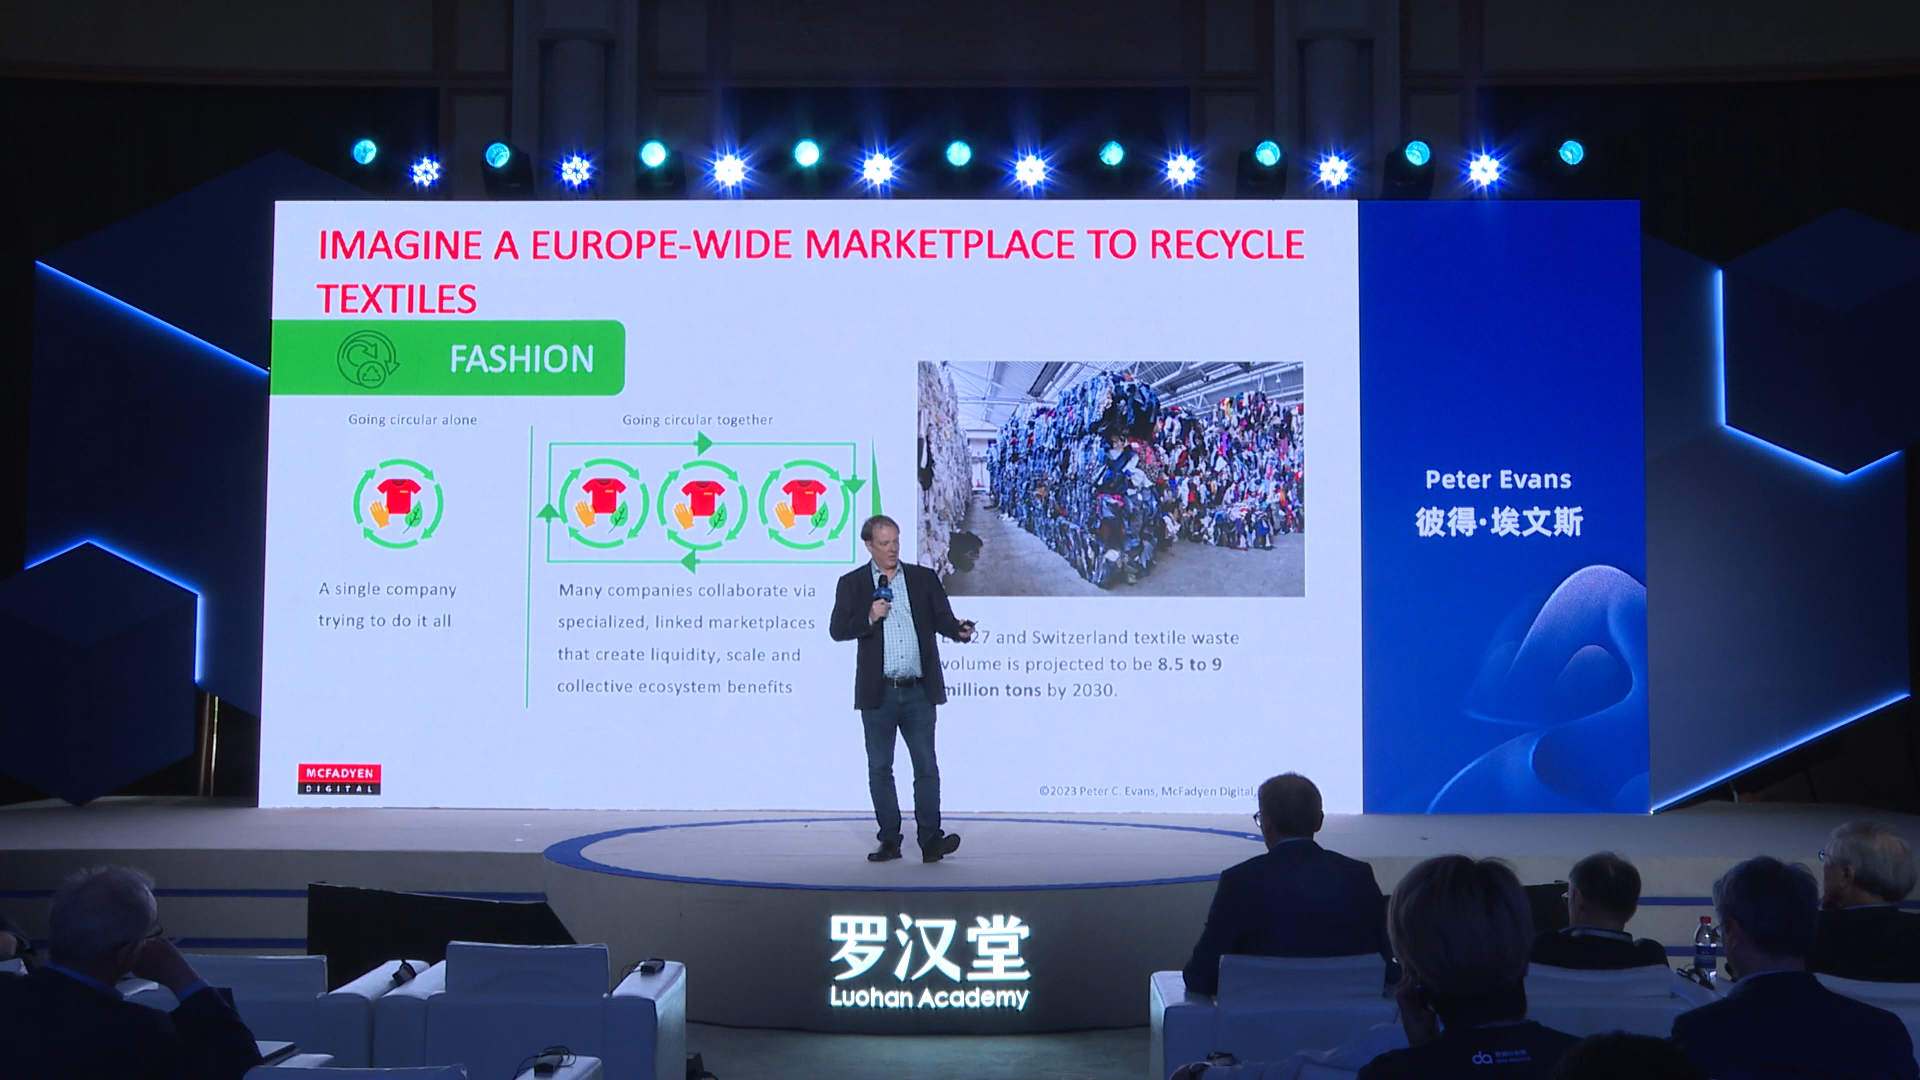 IMAGINE A EUROPE-WIDE MARKETPLACE TO RECYCLE
TEXTILES
FASHION
Going circular alone
Going circular together
A single company
trying to do it all
Many companies collaborate via
specialized, linked marketplaces
that create liquidity, scale and
collective ecosystem benefits
27 and Switzerland textile waste
volume is projected to be 8.5 to 9
million tons by 2030.
MCFADYEN
DIGITAL
©2023 Peter C. Evans, McFadyen Digital,
Peter Evans
彼得·埃文斯
罗汉堂
Luohan Academy
da